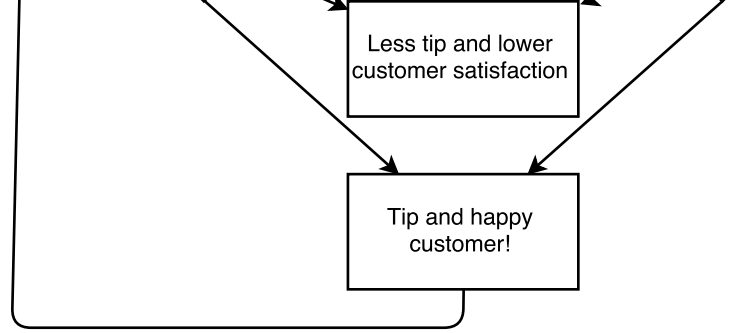 Less tip and lower
customer satisfaction
Tip and happy
customer!